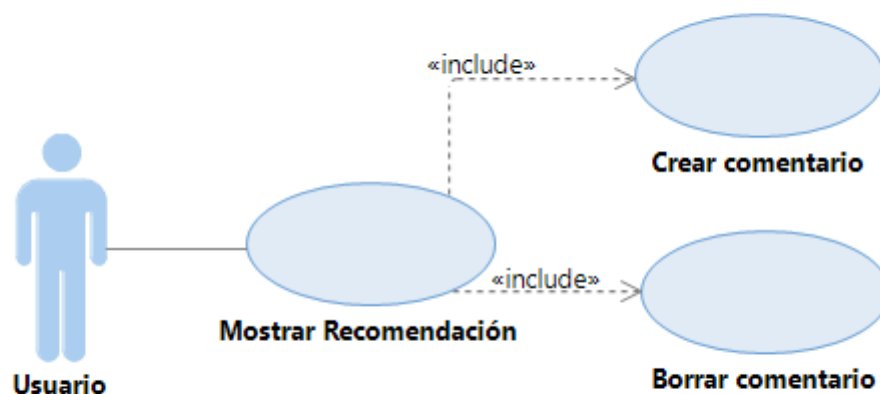 «include»
Crear comentario
«include»
Mostrar Recomendación
Usuario
Borrar comentario